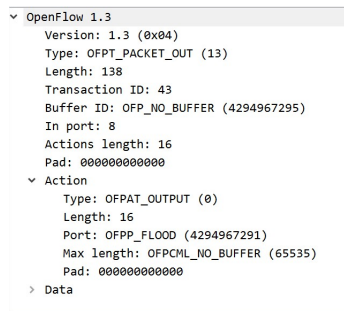 OpenFlow 1.3
Version: 1.3 (0x04)
Type: OFPT_PACKET_OUT (13)
Length: 138
Transaction ID: 43
Buffer ID: OFP_NO_BUFFER (4294967295)
In port: 8
Actions length: 16
Pad: 000000000000
Action
Type: OFPAT_OUTPUT (0)
Length: 16
Port: OFPP_FLOOD (4294967291)
Max length: OFPCML_NO_BUFFER (65535)
Pad: 000000000000
Data